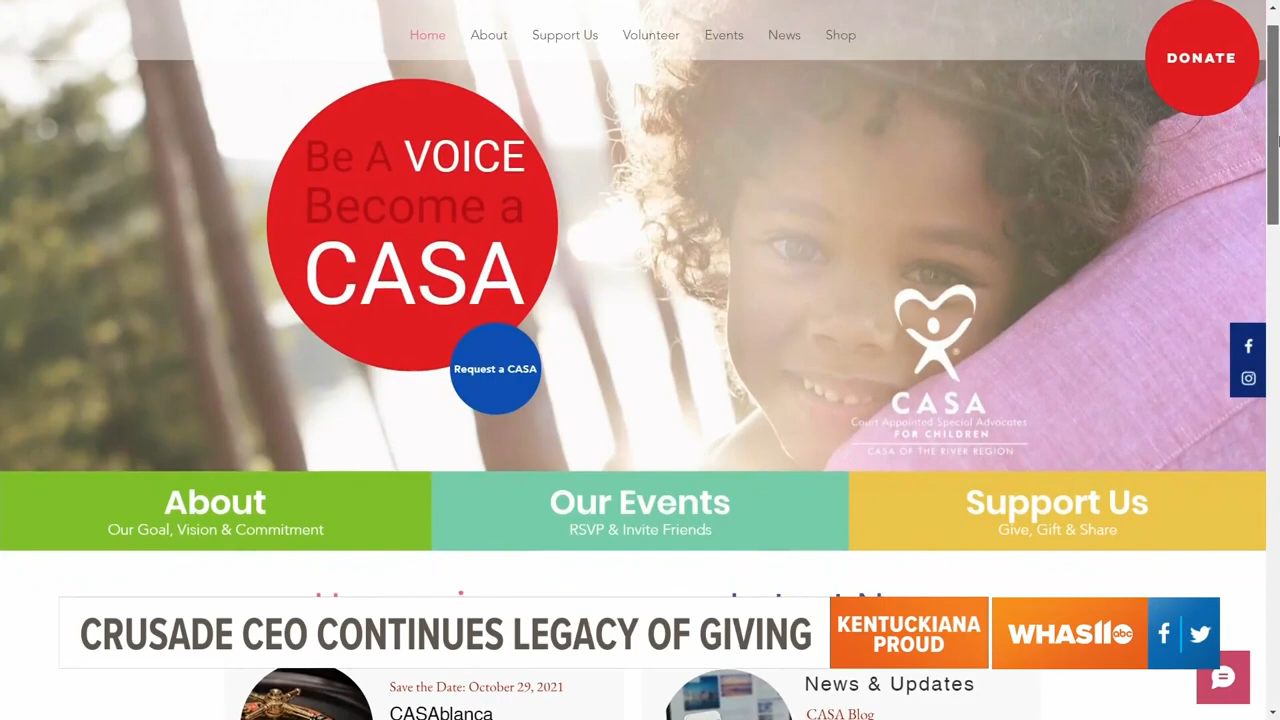 Home About Support Us Volunteer Events News Shop
DONATE
Be A VOICE
Become a
CASA
Request a CASA
CASA
Court Appointed Special Advocates
FOR CHILDREN
CASA OF THE RIVER REGION
About
Our Goal, Vision & Commitment
Our Events
RSVP & Invite Friends
Support Us
Give, Gift & Share
CRUSADE CEO CONTINUES LEGACY OF GIVING
KENTUCKIANA
PROUD
WHAS11 abc
Save the Date: October 29, 2021
CASAblanca
News & Updates
CASA Blog